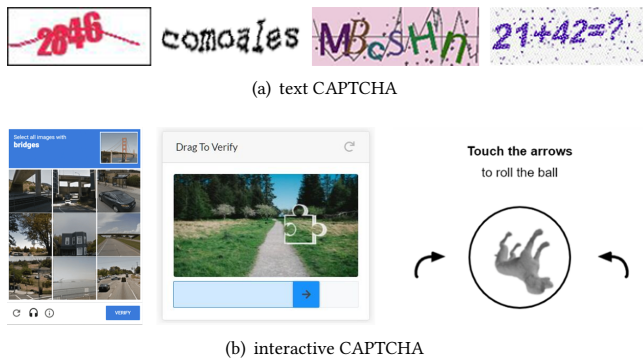 2846 comoales MBcSHn 21+42=?
(a) text CAPTCHA
Select all images with
bridges
Drag To Verify
VERIFY
Touch the arrows
to roll the ball
(b) interactive CAPTCHA